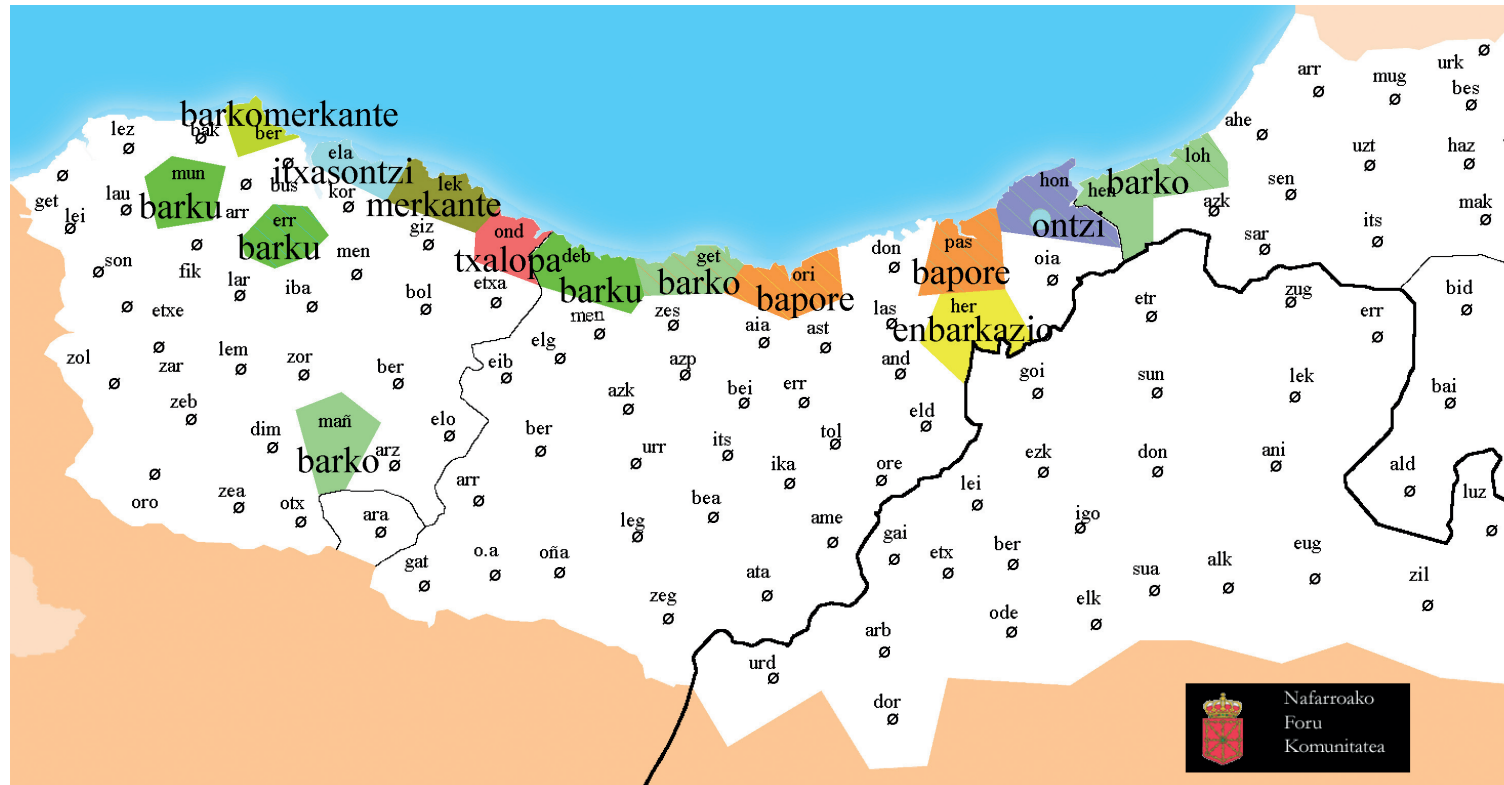 urk
arr
mug
bes
barkomerkante
lez
bak
ber
ahe
ela
loh
uzt
haz
mun
itxasontzi
lek
hon
hen
barko
get
lau
bus
kor
sen
barku
arr
merkante
azk
its
mak
lei
err
giz
ond
ontzi
barku
don
pas
sar
son
fik
men
txalopa
deb
get
oia
lar
etxa
barku
barko
ori
bapore
bapore
zug
bid
etxe
iba
bol
men
zes
aia
ast
las
her
etr
err
enbarkazio
zol
zar
lem
zor
ber
eib
elg
azp
and
goi
sun
lek
bai
zeb
azk
bei
err
mañ
dim
elo
ber
its
tol
eld
barko
arz
urr
ika
ore
ezk
don
ani
ald
oro
zea
otx
ara
arr
bea
lei
luz
leg
ame
gai
igo
gat
o.a
oña
ata
etx
ber
sua
alk
eug
zil
zeg
ode
elk
urd
arb
dor
Nafarroako
Foru
Komunitatea